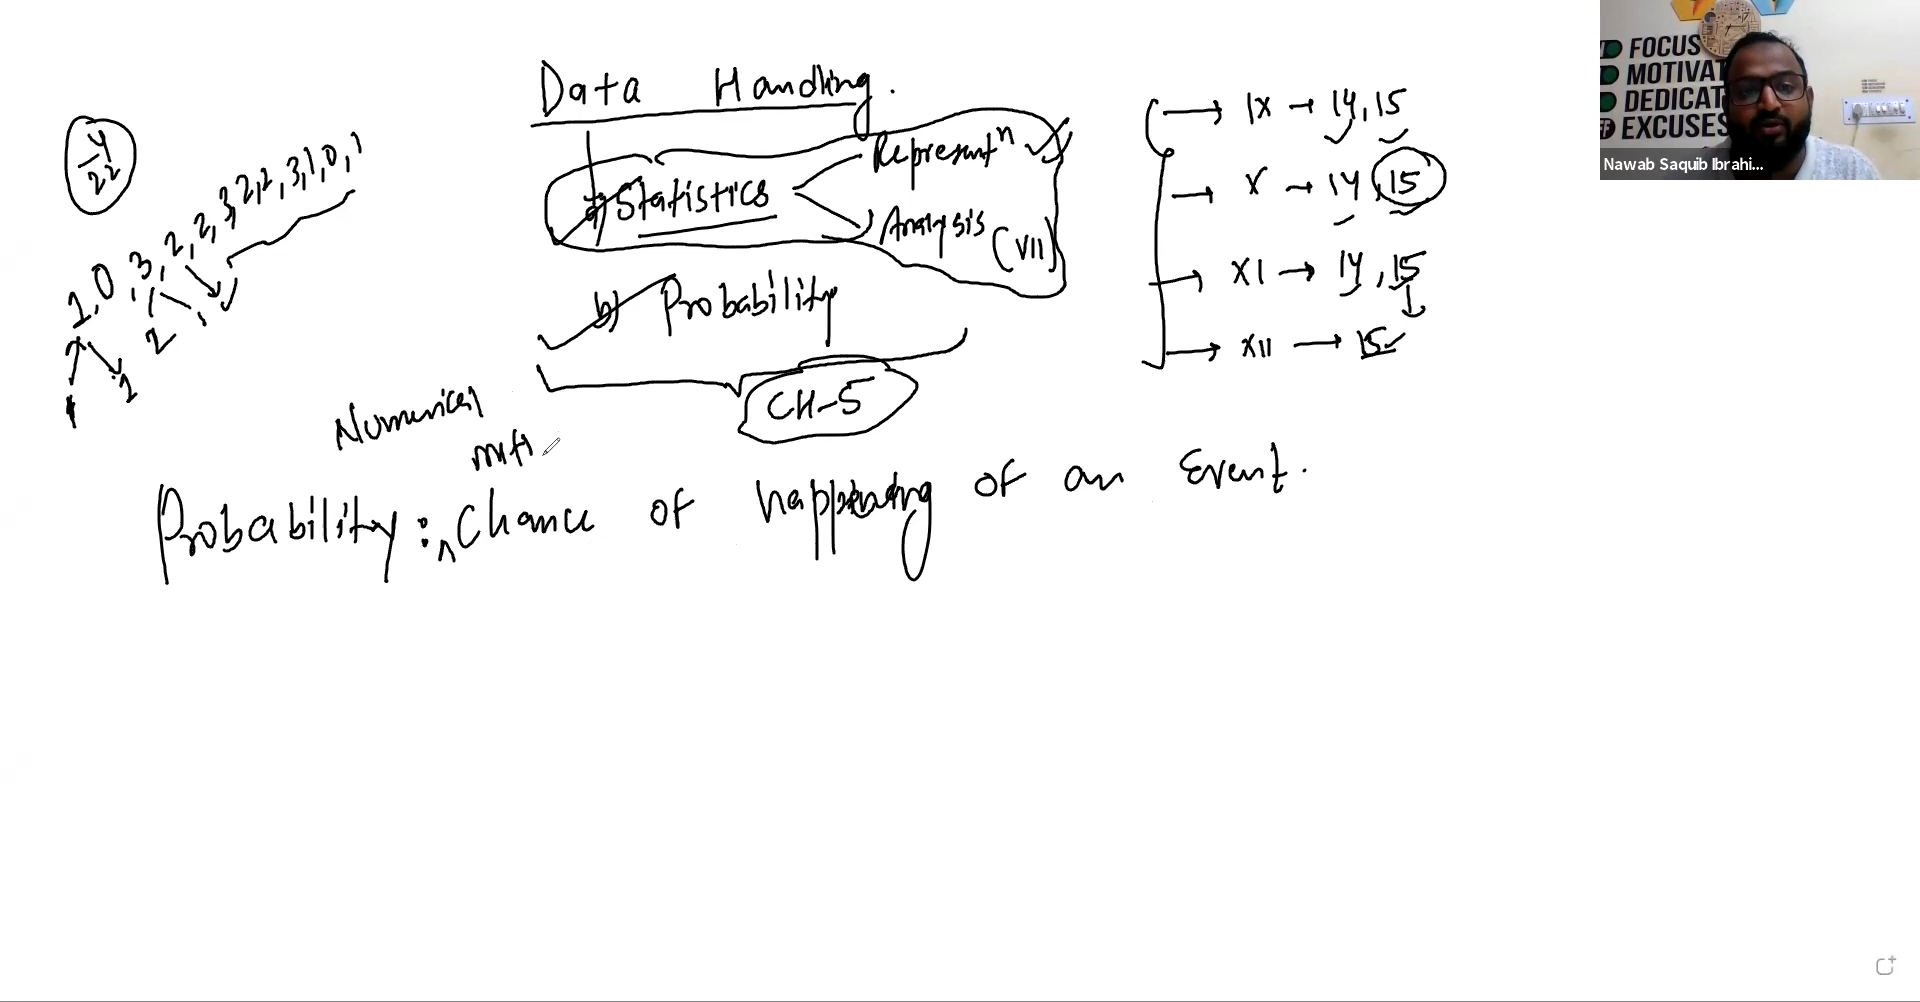 Data Handling.
4/22
1, 0, 3, 2, 2, 3, 2, 2, 3, 1, 0, 1
2
a) Statistics
Represent^n
Analysis (VII)
b) Probability
CH-5
IX → 14, 15
X → 14, 15
XI → 14, 15
XII → 15
Numerical
Probability : Chance of happening of an Event.
FOCUS
MOTIVAT
DEDICAT
EXCUSES
Nawab Saquib Ibrahi...